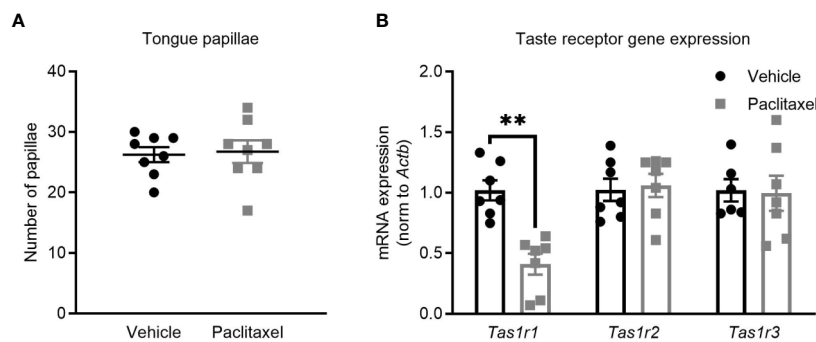 A
Tongue papillae
Number of papillae
40
30
20
10
0
Vehicle
Paclitaxel
B
Taste receptor gene expression
mRNA expression
(norm to Actb)
2.0
1.5
1.0
0.5
0.0
**
Vehicle
Paclitaxel
Tas1r1
Tas1r2
Tas1r3